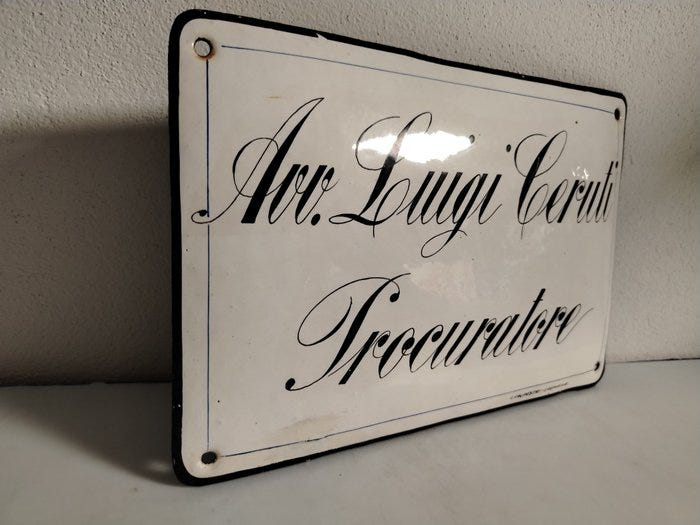 Avv. Luigi Ceruti
Procuratore